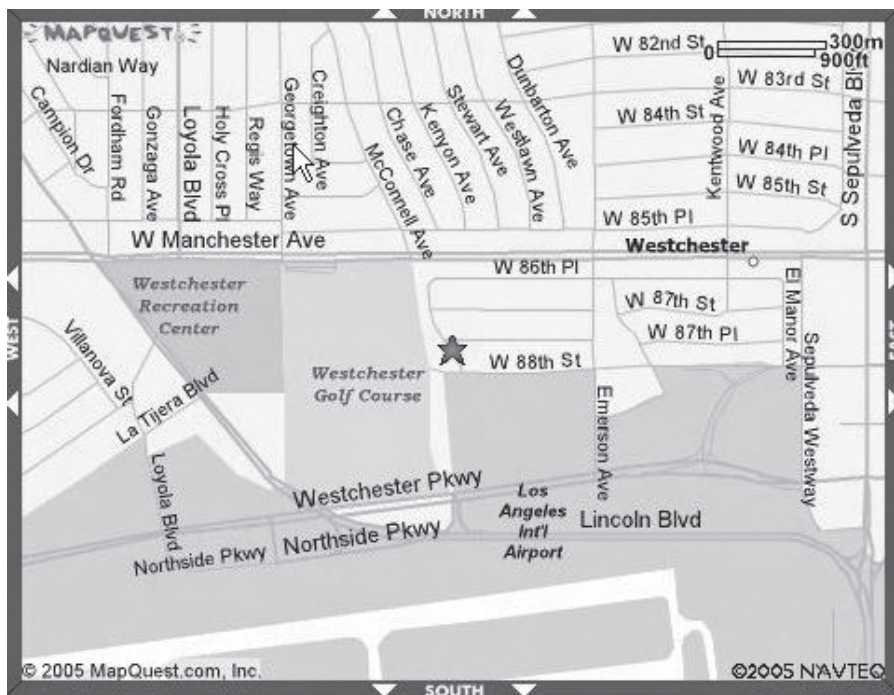 NORTH
MAPQUEST
W 82nd St
300m
0
900ft
Nardian Way
W 83rd St
Campion Dr
Fordham Rd
Gonzaga Ave
Loyola Blvd
Holy Cross Pl
Regis Way
Georgetown Ave
Creighton Ave
McConnell Ave
Chase Ave
Kenyon Ave
Stewart Ave
Westlawn Ave
Dunbarton Ave
W 84th St
Kentwood Ave
W 84th Pl
W 85th St
S Sepulveda Blvd
W 85th Pl
W Manchester Ave
Westchester
W 86th Pl
Westchester
Recreation
Center
W 87th St
El Manor Ave
WEST
Villanova St
W 87th Pl
Sepulveda Westway
W 88th St
Westchester
Golf Course
La Tijera Blvd
Emerson Ave
Loyola Blvd
Westchester Pkwy
Los
Angeles
Int'l
Airport
Lincoln Blvd
Northside Pkwy
Northside Pkwy
© 2005 MapQuest.com, Inc.
©2005 NAVTEQ
SOUTH